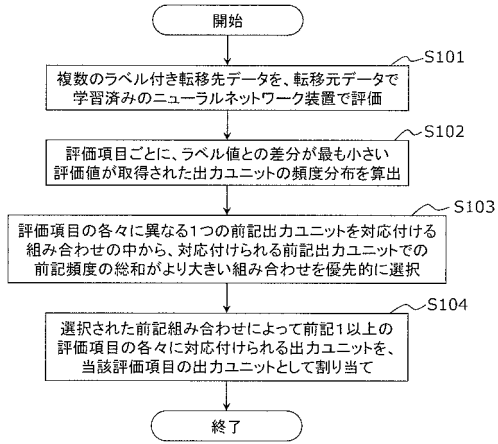 開始
S101
複数のラベル付き転移先データを、転移元データで
学習済みのニューラルネットワーク装置で評価
S102
評価項目ごとに、ラベル値との差分が最も小さい
評価値が取得された出力ユニットの頻度分布を算出
S103
評価項目の各々に異なる1つの前記出力ユニットを対応付ける
組み合わせの中から、対応付けられる前記出力ユニットでの
前記頻度の総和がより大きい組み合わせを優先的に選択
S104
選択された前記組み合わせによって前記1以上の
評価項目の各々に対応付けられる出力ユニットを、
当該評価項目の出力ユニットとして割り当て
終了